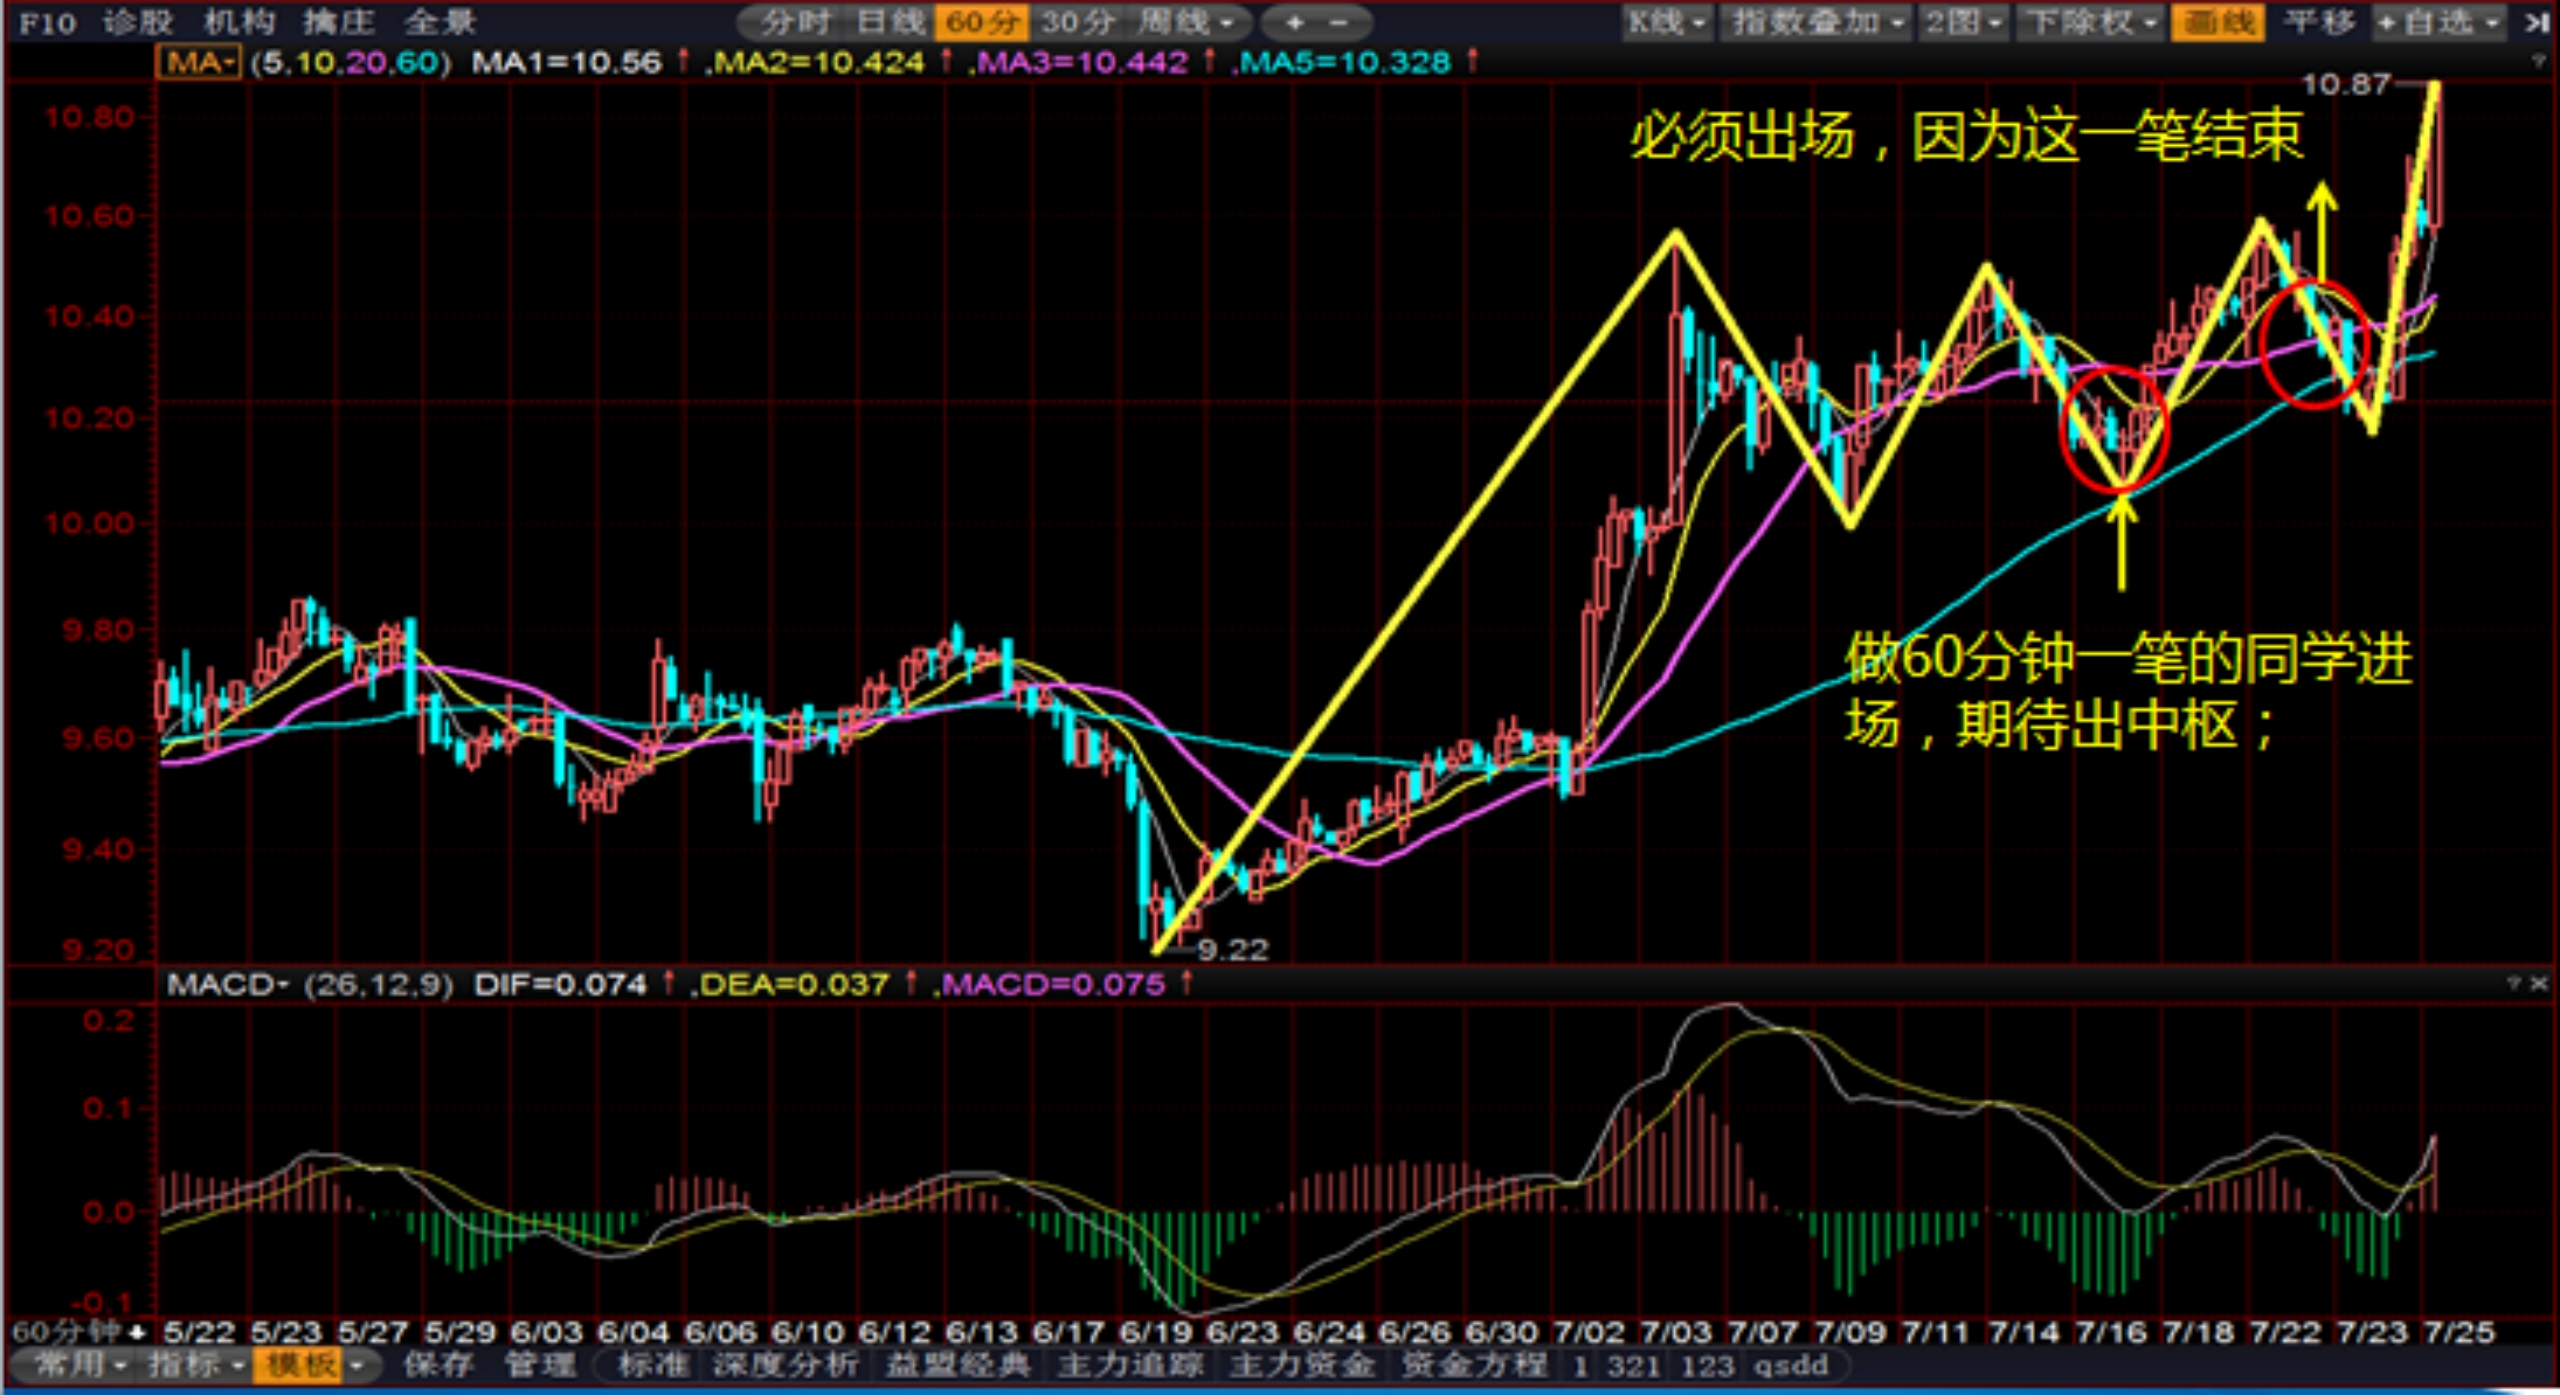 F10 诊股 机构 擒庄 全景 分时 日线 60分 30分 周线 + - K线 指数叠加 2图 下除权 画线 平移 +自选
MA (5,10,20,60) MA1=10.56↑,MA2=10.424↑,MA3=10.442↑,MA5=10.328↑ ?
10.87
10.80
必须出场，因为这一笔结束
10.60
10.40
10.20
10.00
9.80
做60分钟一笔的同学进
场，期待出中枢；
9.60
9.40
9.20
9.22
MACD (26,12,9) DIF=0.074↑,DEA=0.037↑,MACD=0.075↑ ?×
0.2
0.1
0.0
-0.1
60分钟 5/22 5/23 5/27 5/29 6/03 6/04 6/06 6/10 6/12 6/13 6/17 6/19 6/23 6/24 6/26 6/30 7/02 7/03 7/07 7/09 7/11 7/14 7/16 7/18 7/22 7/23 7/25
常用 指标 模板 保存 管理 标准 深度分析 益盟经典 主力追踪 主力资金 资金方程 1 321 123 qsdd